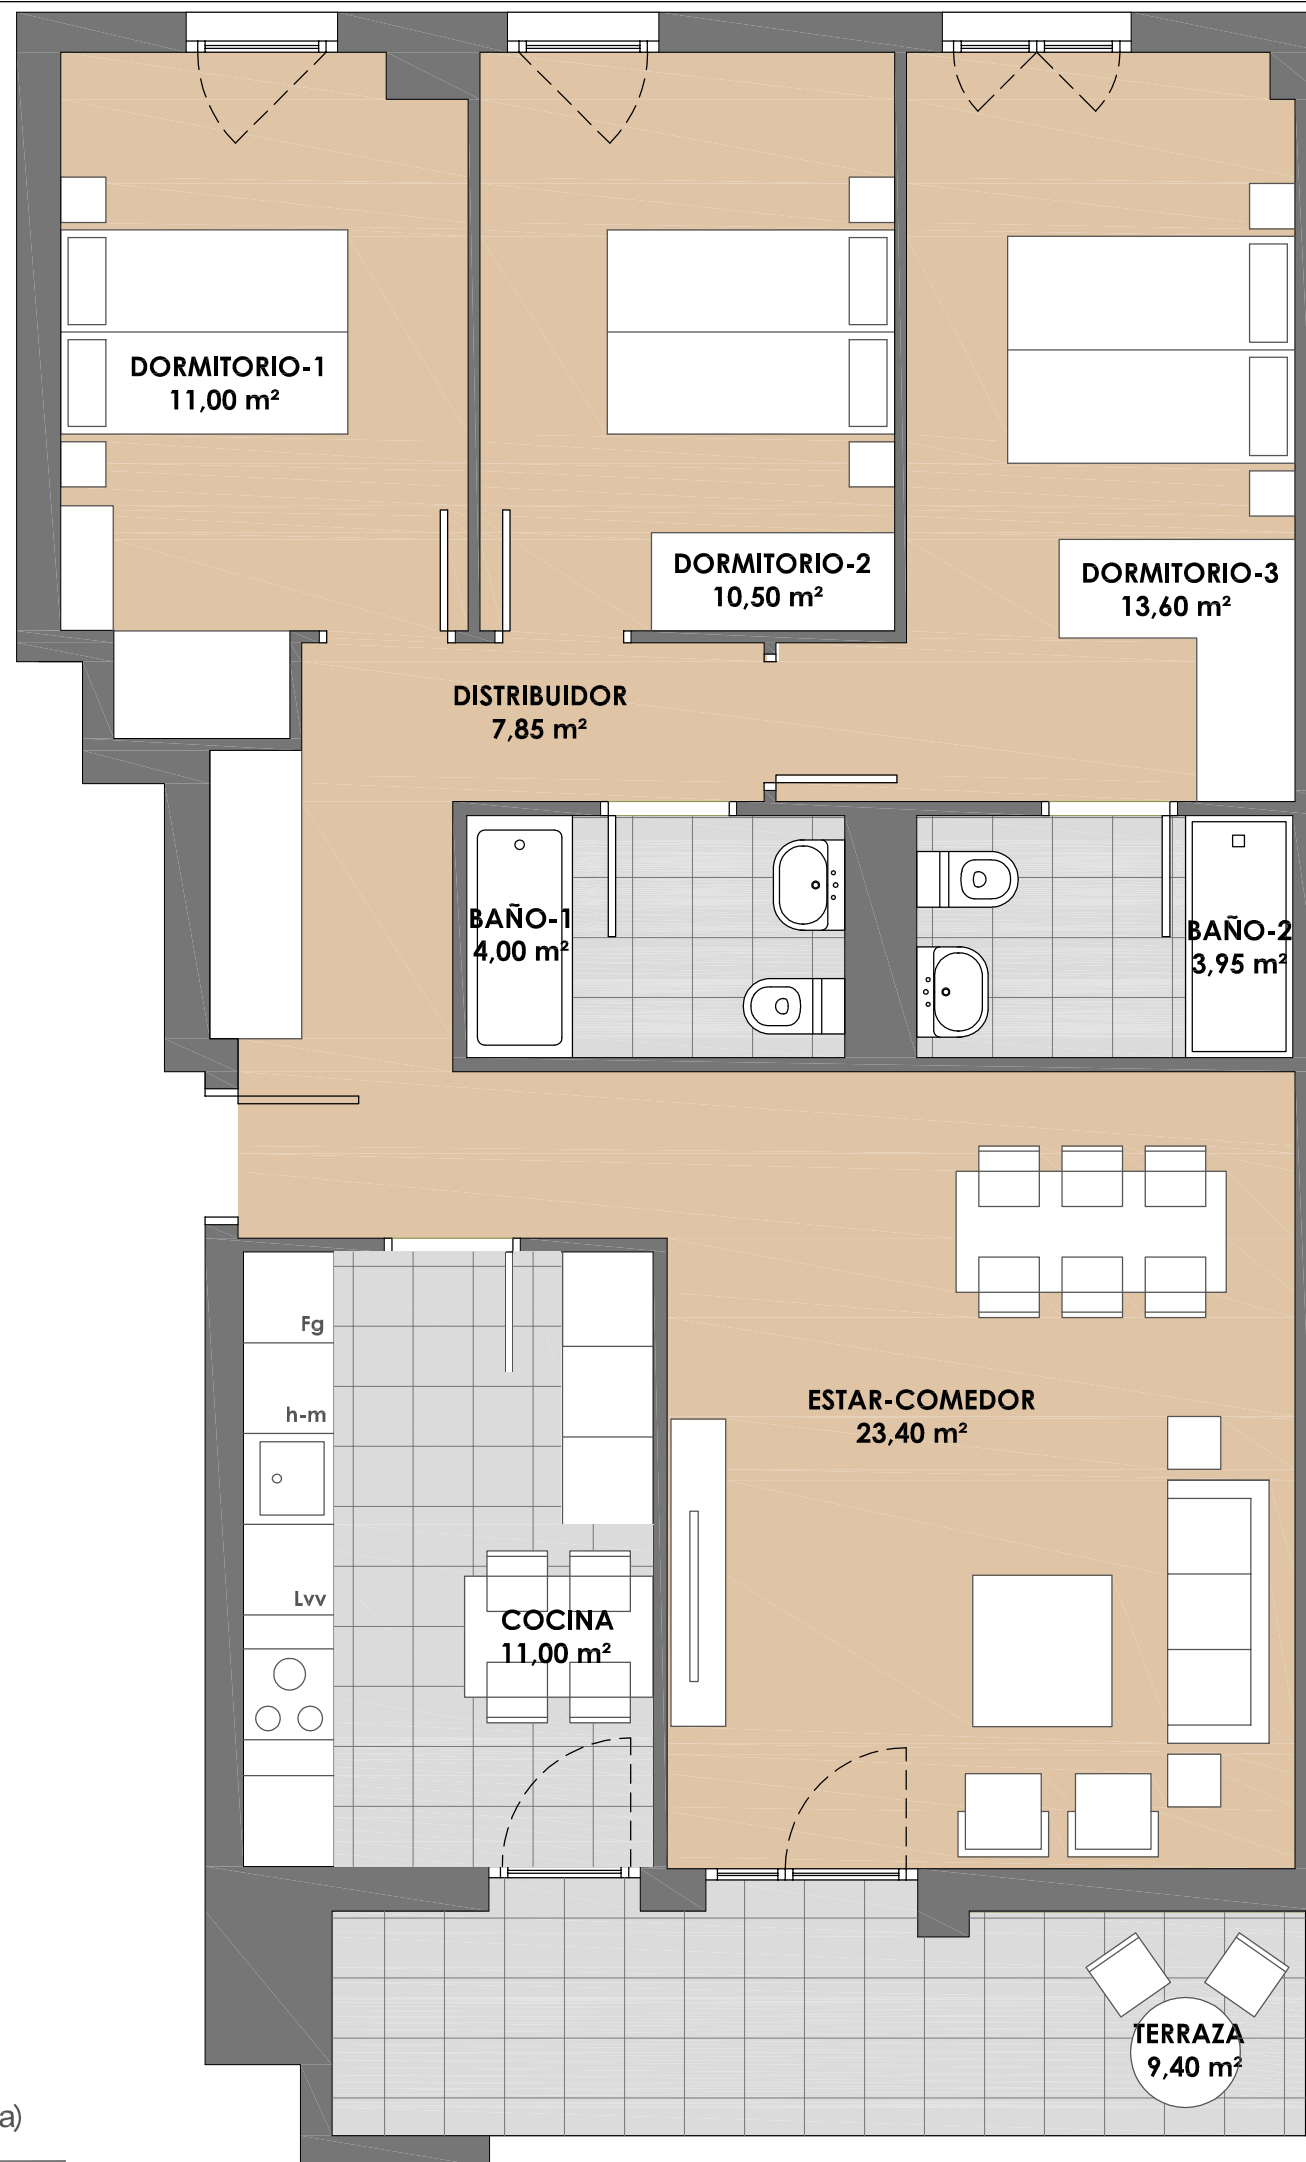 DORMITORIO-1
11,00 m²
DORMITORIO-2
10,50 m²
DORMITORIO-3
13,60 m²
DISTRIBUIDOR
7,85 m²
BAÑO-1
4,00 m²
BAÑO-2
3,95 m²
Fg
h-m
ESTAR-COMEDOR
23,40 m²
Lvv
COCINA
11,00 m²
TERRAZA
9,40 m²
a)